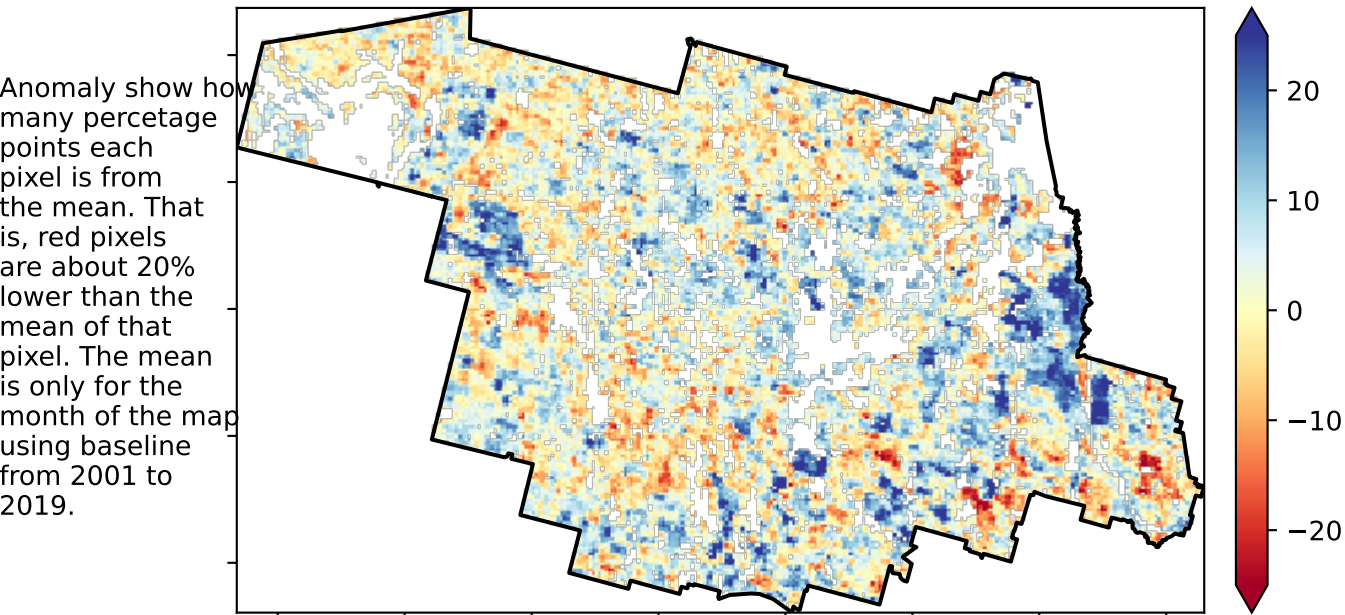 Anomaly show how
many percetage
points each
pixel is from
the mean. That
is, red pixels
are about 20%
lower than the
mean of that
pixel. The mean
is only for the
month of the map
using baseline
from 2001 to
2019.
20
10
0
−10
−20